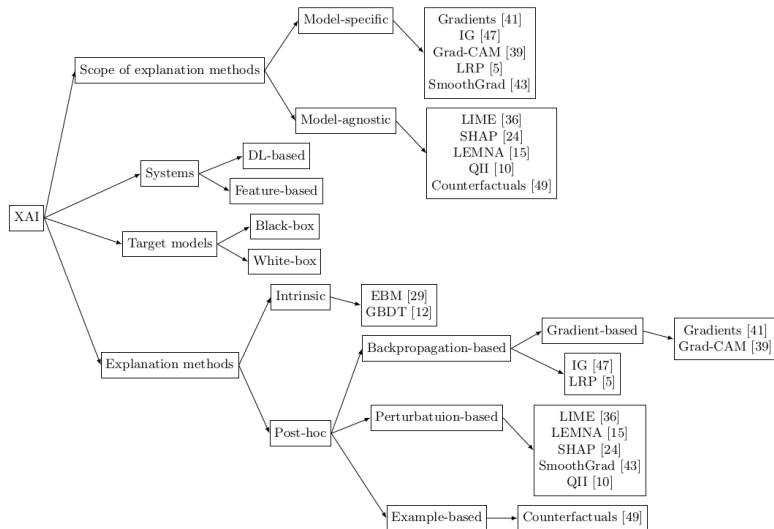 XAI
Scope of explanation methods
Model-specific
Gradients [41]
IG [47]
Grad-CAM [39]
LRP [5]
SmoothGrad [43]
Model-agnostic
LIME [36]
SHAP [24]
LEMNA [15]
QII [10]
Counterfactuals [49]
Systems
DL-based
Feature-based
Target models
Black-box
White-box
Explanation methods
Intrinsic
EBM [29]
GBDT [12]
Post-hoc
Backpropagation-based
Gradient-based
Gradients [41]
Grad-CAM [39]
IG [47]
LRP [5]
Perturbatuion-based
LIME [36]
LEMNA [15]
SHAP [24]
SmoothGrad [43]
QII [10]
Example-based
Counterfactuals [49]